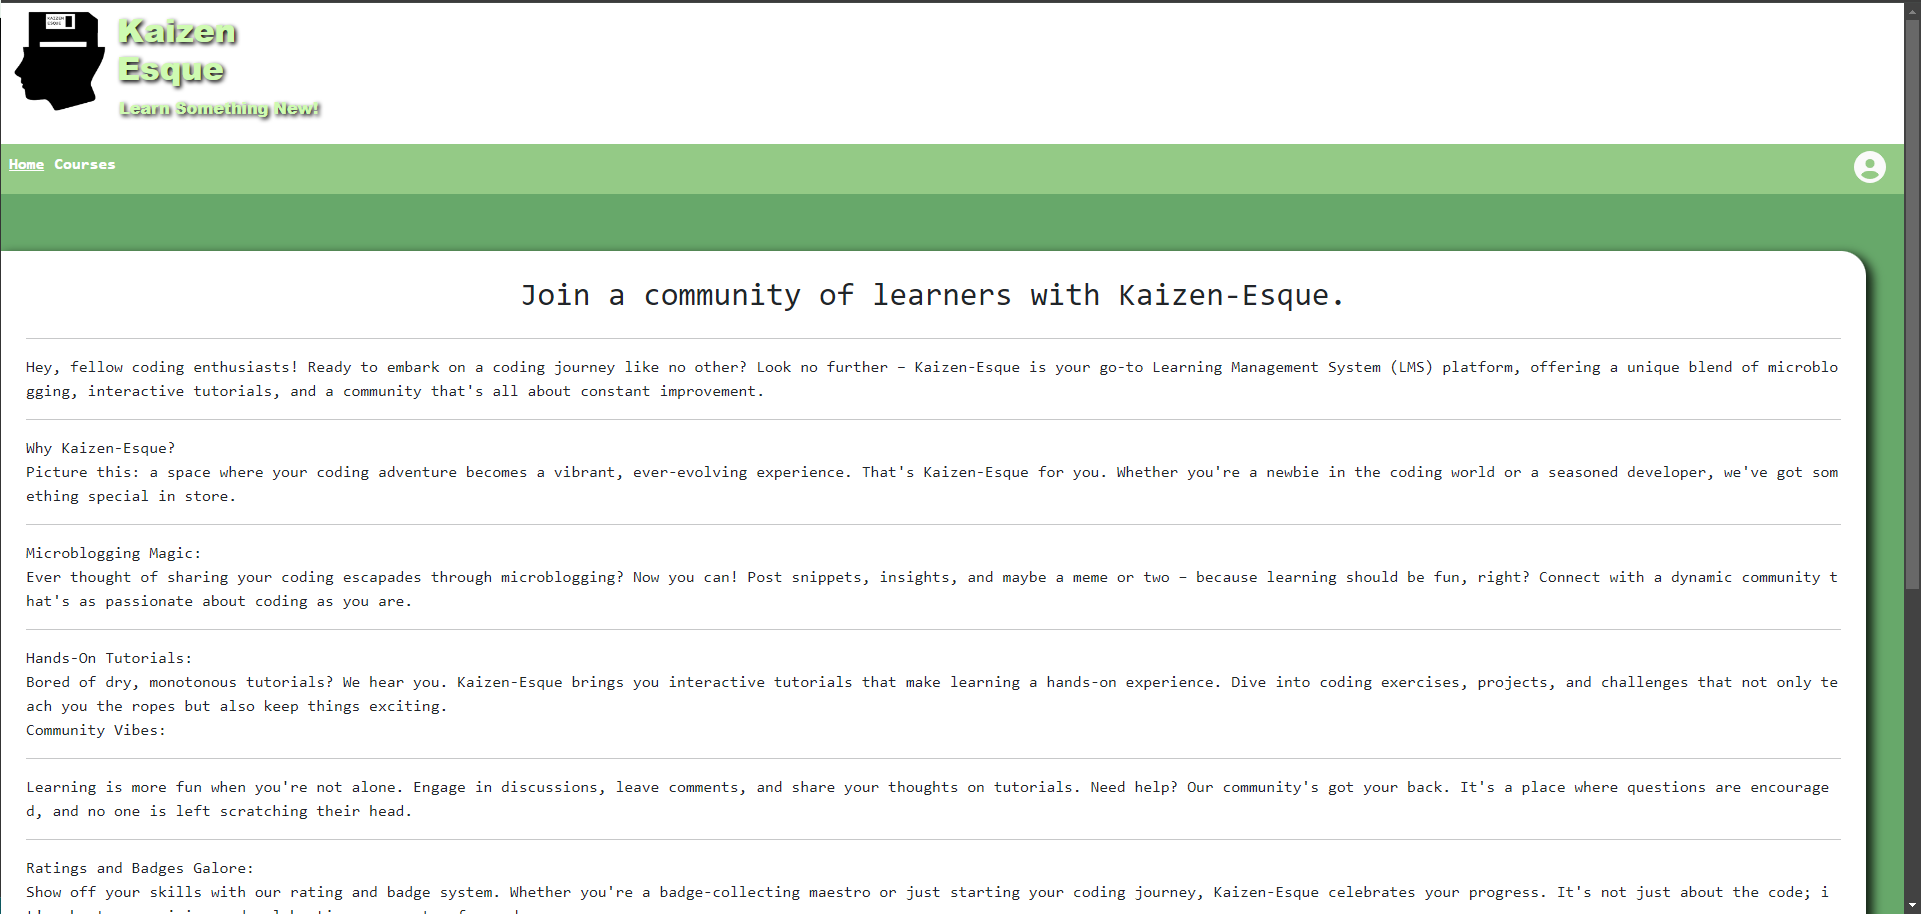 KAIZEN
ESQUE
Kaizen
Esque
Learn Something New!
Home Courses
Join a community of learners with Kaizen-Esque.
Hey, fellow coding enthusiasts! Ready to embark on a coding journey like no other? Look no further – Kaizen-Esque is your go-to Learning Management System (LMS) platform, offering a unique blend of microblo
gging, interactive tutorials, and a community that's all about constant improvement.
Why Kaizen-Esque?
Picture this: a space where your coding adventure becomes a vibrant, ever-evolving experience. That's Kaizen-Esque for you. Whether you're a newbie in the coding world or a seasoned developer, we've got som
ething special in store.
Microblogging Magic:
Ever thought of sharing your coding escapades through microblogging? Now you can! Post snippets, insights, and maybe a meme or two – because learning should be fun, right? Connect with a dynamic community t
hat's as passionate about coding as you are.
Hands-On Tutorials:
Bored of dry, monotonous tutorials? We hear you. Kaizen-Esque brings you interactive tutorials that make learning a hands-on experience. Dive into coding exercises, projects, and challenges that not only te
ach you the ropes but also keep things exciting.
Community Vibes:
Learning is more fun when you're not alone. Engage in discussions, leave comments, and share your thoughts on tutorials. Need help? Our community's got your back. It's a place where questions are encourage
d, and no one is left scratching their head.
Ratings and Badges Galore:
Show off your skills with our rating and badge system. Whether you're a badge-collecting maestro or just starting your coding journey, Kaizen-Esque celebrates your progress. It's not just about the code; i